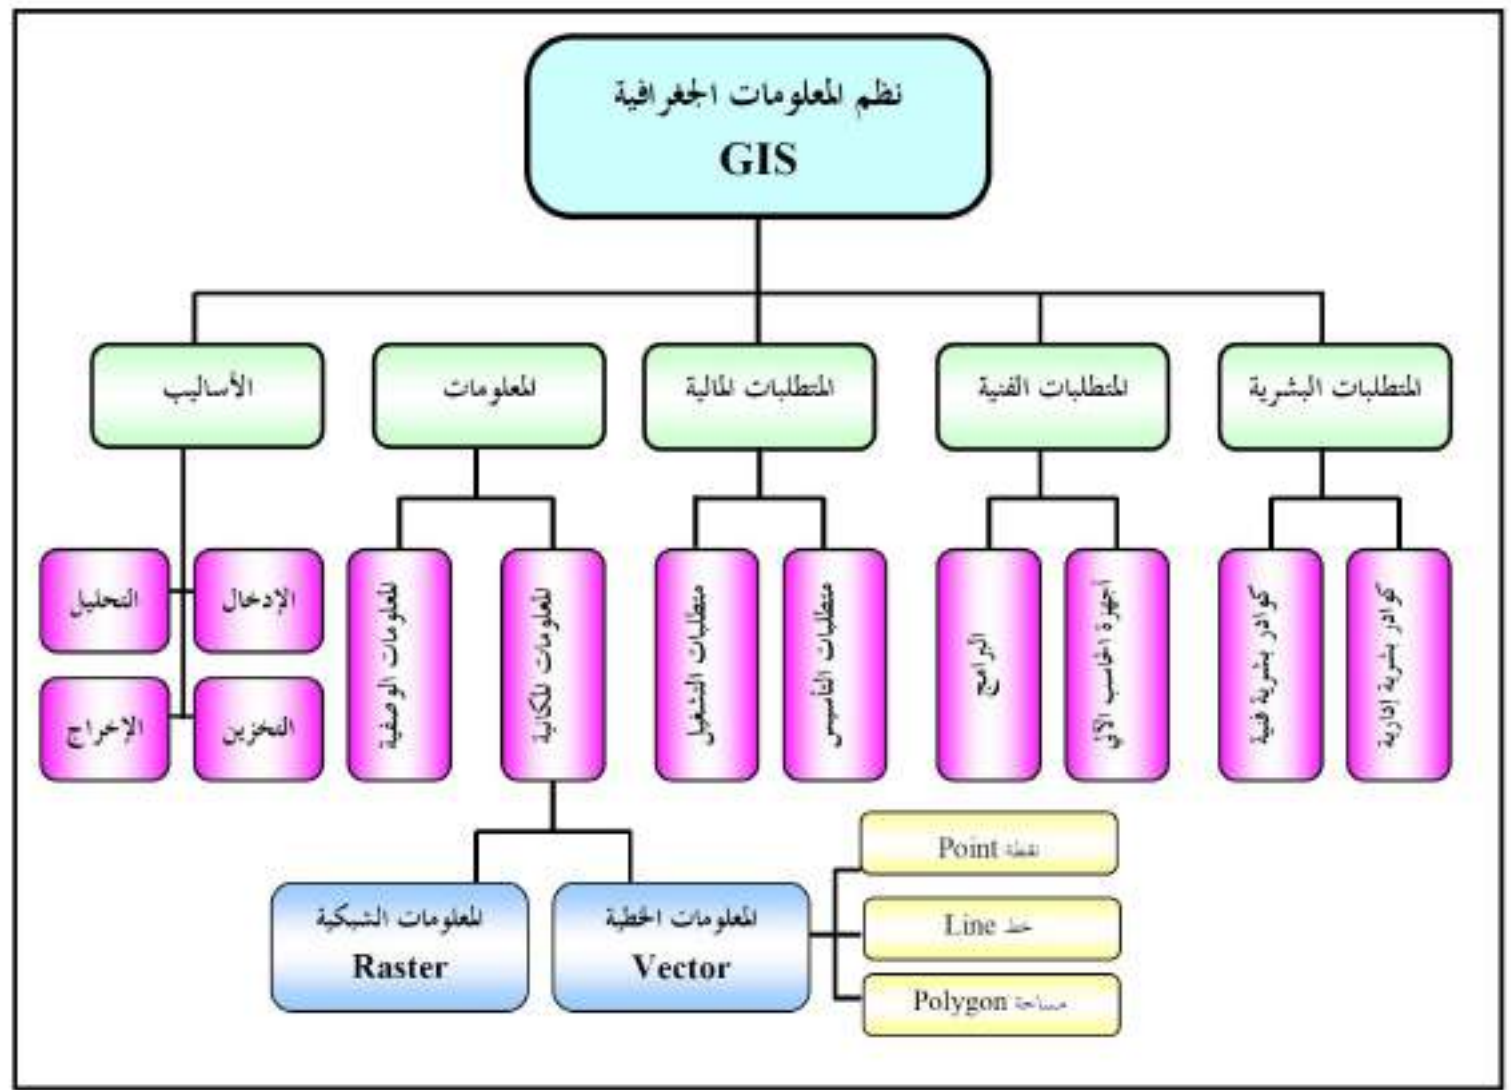 نظم المعلومات الجغرافية
GIS
المتطلبات البشرية
المتطلبات الفنية
المتطلبات المالية
المعلومات
الأساليب
كوادر بشرية إدارية
كوادر بشرية فنية
أجهزة الحاسب الآلي
البرامج
متطلبات التأسيس
متطلبات التشغيل
المعلومات المكانية
المعلومات الوصفية
الإدخال
التحليل
التخزين
الإخراج
نقطة Point
المعلومات الخطية
Vector
المعلومات الشبكية
Raster
خط Line
مساحة Polygon